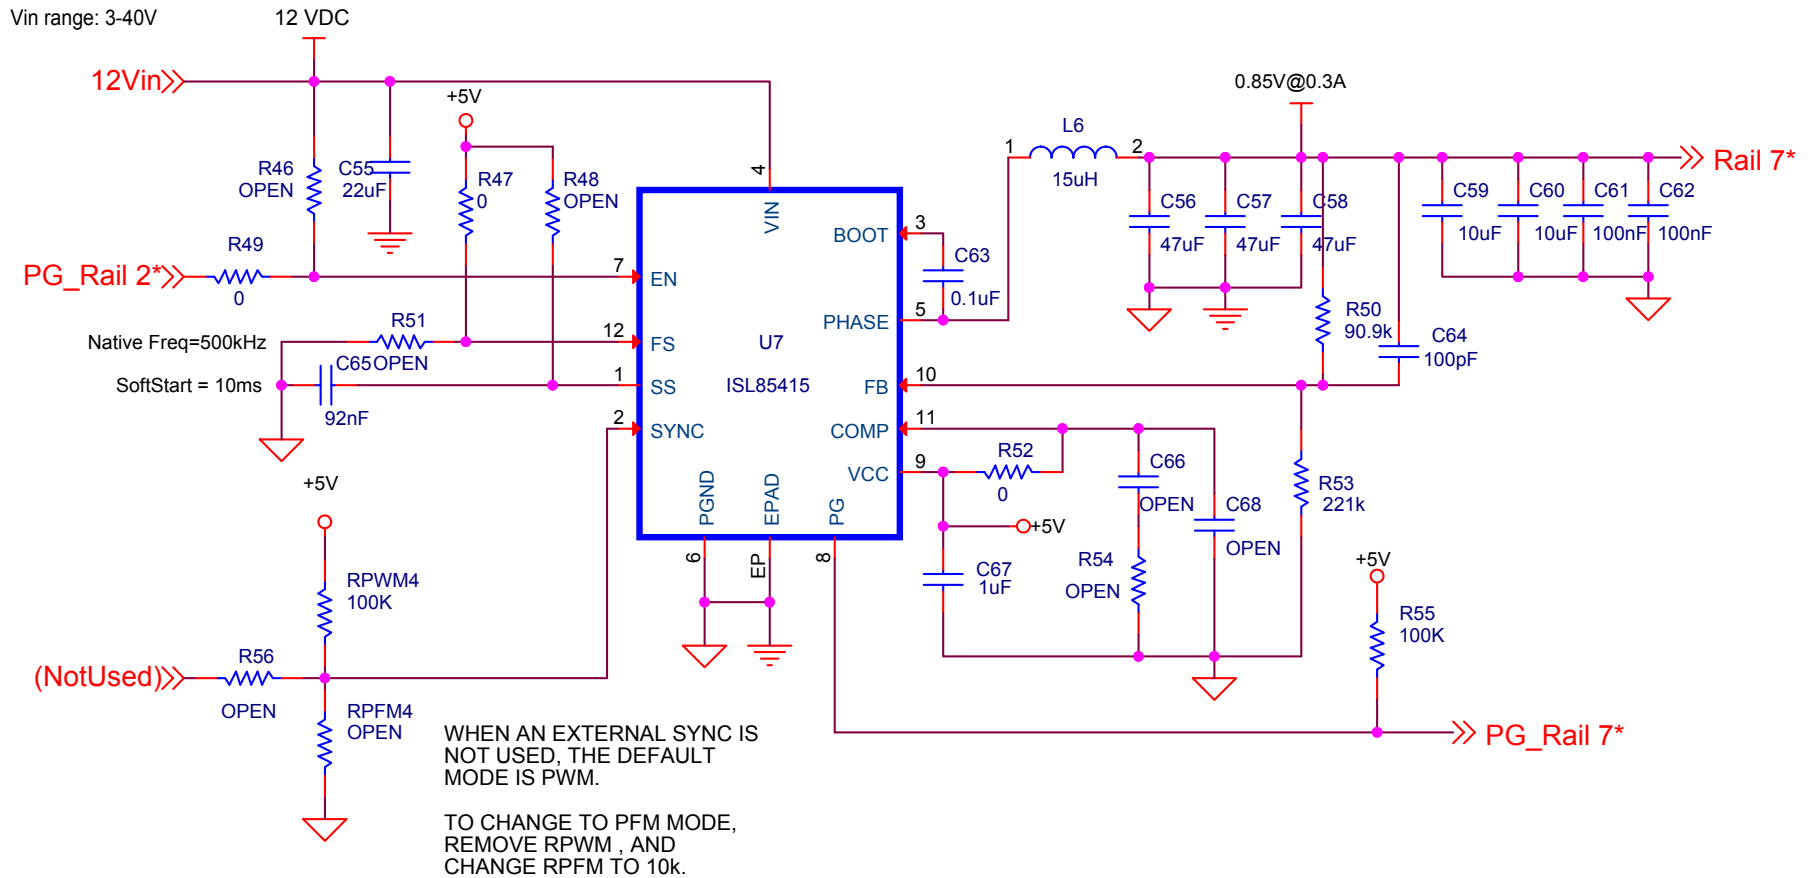 Vin range: 3-40V
12 VDC
12Vin
+5V
0.85V@0.3A
L6
1
2
15uH
Rail 7*
R46
OPEN
C55
22uF
R47
0
R48
OPEN
4
VIN
C56
47uF
C57
47uF
C58
47uF
C59
10uF
C60
10uF
C61
100nF
C62
100nF
BOOT
3
C63
0.1uF
R49
0
PG_Rail 2*
7
EN
PHASE
5
R50
90.9k
C64
100pF
R51
OPEN
Native Freq=500kHz
12
FS
U7
ISL85415
C65
92nF
SoftStart = 10ms
1
SS
FB
10
2
SYNC
COMP
11
VCC
9
R52
0
C66
OPEN
C68
OPEN
R53
221k
PGND
EPAD
PG
6
EP
8
+5V
+5V
C67
1uF
R54
OPEN
+5V
RPWM4
100K
R55
100K
(NotUsed)
R56
OPEN
RPFM4
OPEN
PG_Rail 7*
WHEN AN EXTERNAL SYNC IS
NOT USED, THE DEFAULT
MODE IS PWM.
TO CHANGE TO PFM MODE,
REMOVE RPWM , AND
CHANGE RPFM TO 10k.